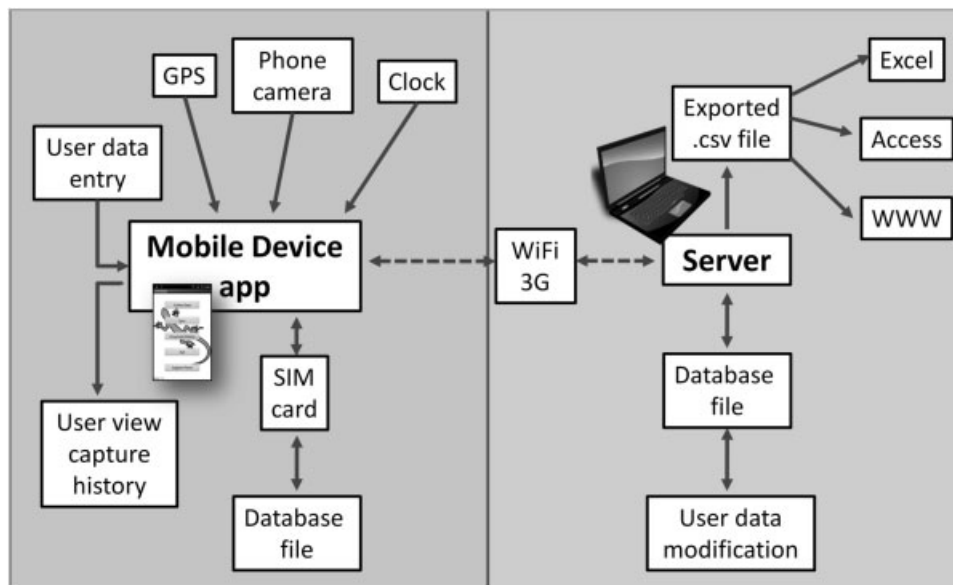 GPS
Phone
camera
Clock
User data
entry
Mobile Device
app
User view
capture
history
SIM
card
Database
file
WiFi
3G
Exported
.csv file
Excel
Access
WWW
Server
Database
file
User data
modification